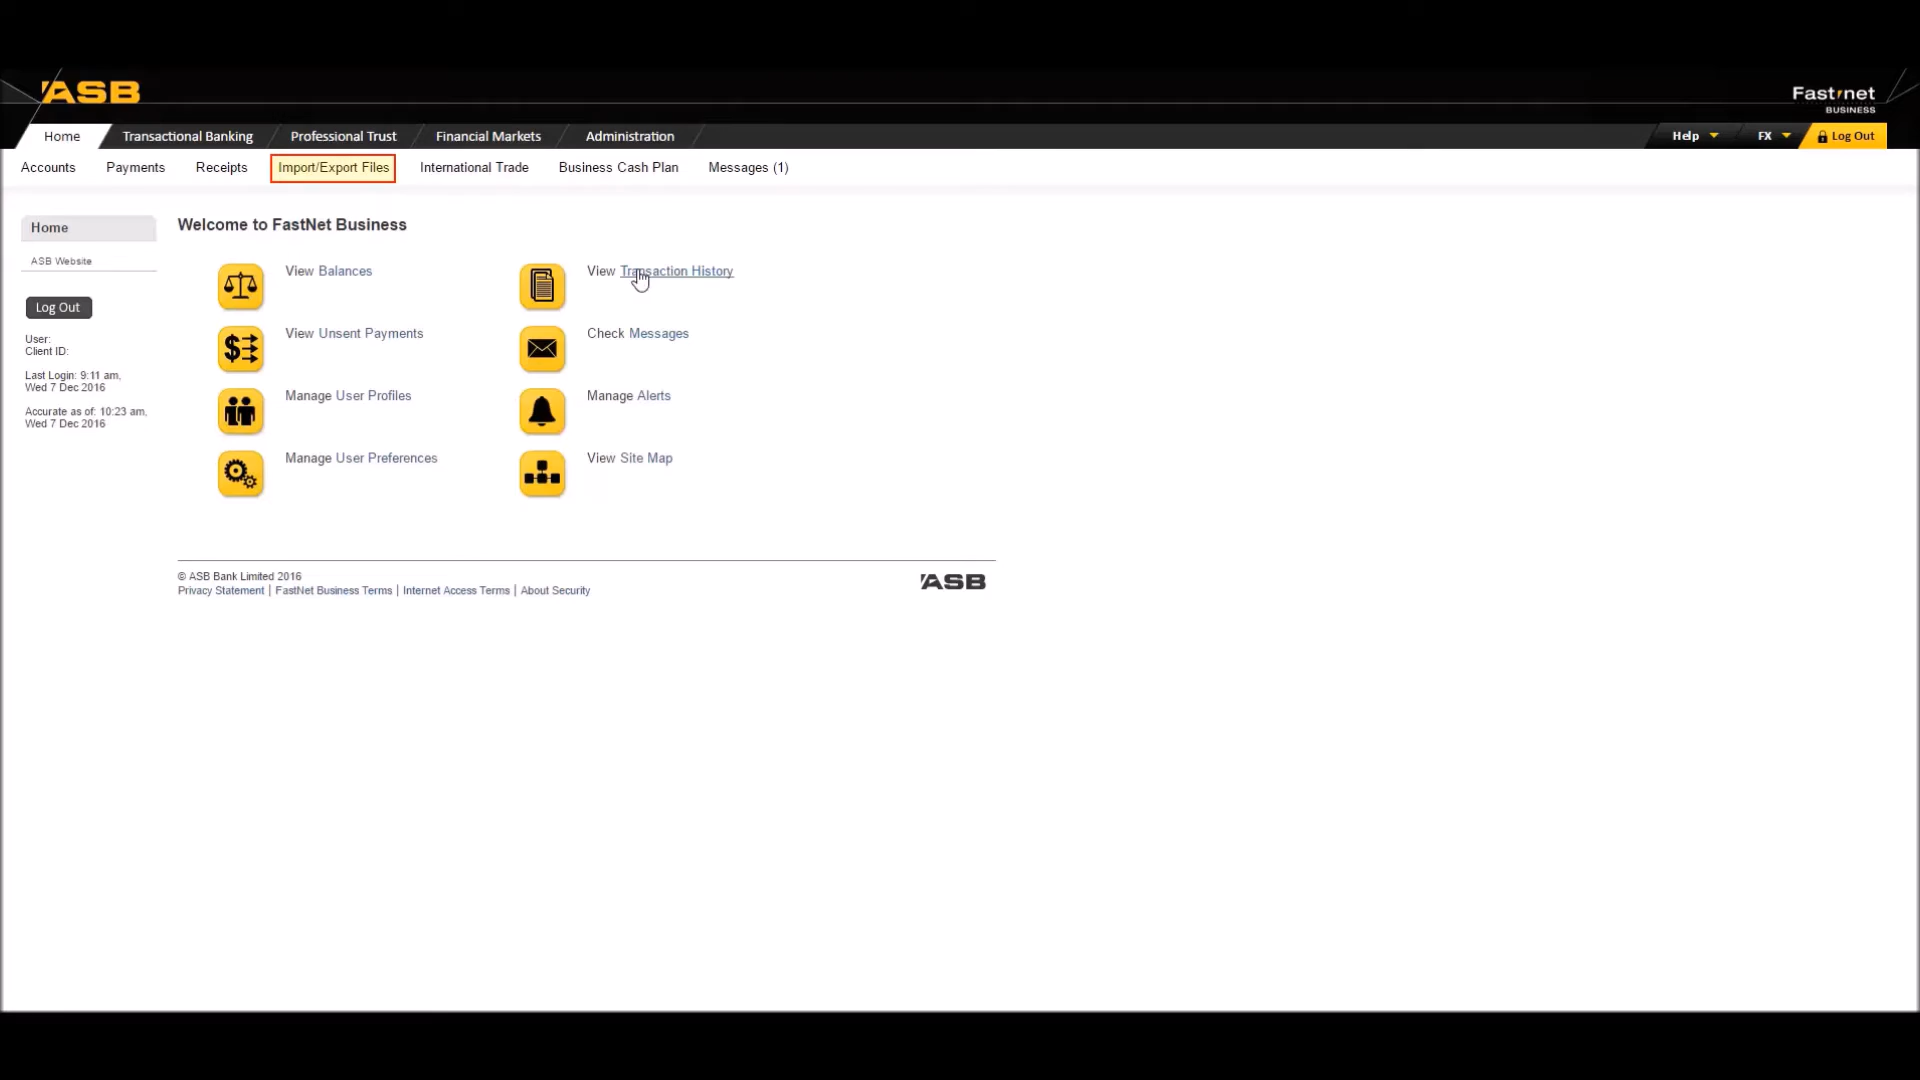 ASB
Fastnet
BUSINESS
Home Transactional Banking Professional Trust Financial Markets Administration Help FX Log Out
Accounts Payments Receipts Import/Export Files International Trade Business Cash Plan Messages (1)
Home
ASB Website
Log Out
User:
Client ID:
Last Login: 9:11 am,
Wed 7 Dec 2016
Accurate as of: 10:23 am,
Wed 7 Dec 2016
Welcome to FastNet Business
View Balances View Transaction History
View Unsent Payments Check Messages
Manage User Profiles Manage Alerts
Manage User Preferences View Site Map
© ASB Bank Limited 2016
Privacy Statement | FastNet Business Terms | Internet Access Terms | About Security
ASB